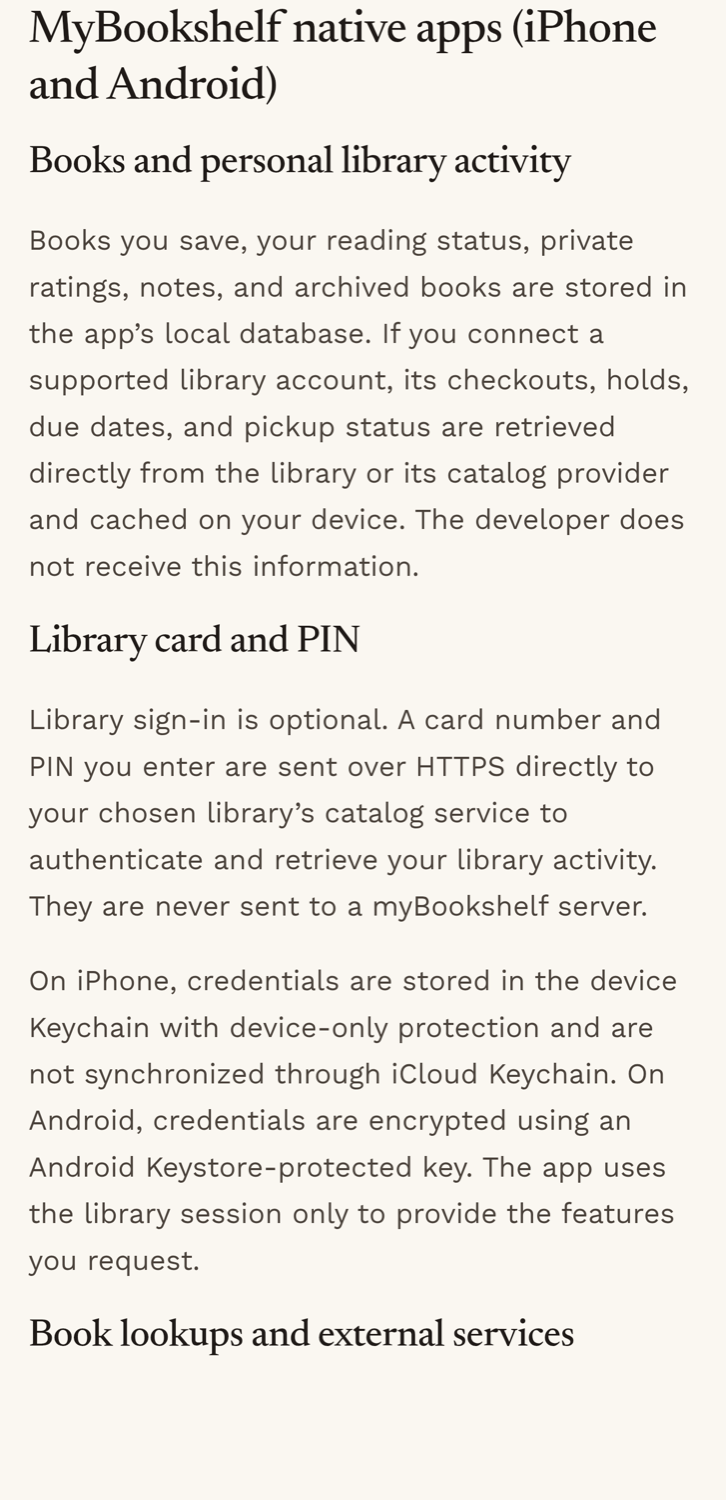 MyBookshelf native apps (iPhone
and Android)
Books and personal library activity
Books you save, your reading status, private
ratings, notes, and archived books are stored in
the app’s local database. If you connect a
supported library account, its checkouts, holds,
due dates, and pickup status are retrieved
directly from the library or its catalog provider
and cached on your device. The developer does
not receive this information.
Library card and PIN
Library sign-in is optional. A card number and
PIN you enter are sent over HTTPS directly to
your chosen library’s catalog service to
authenticate and retrieve your library activity.
They are never sent to a myBookshelf server.
On iPhone, credentials are stored in the device
Keychain with device-only protection and are
not synchronized through iCloud Keychain. On
Android, credentials are encrypted using an
Android Keystore-protected key. The app uses
the library session only to provide the features
you request.
Book lookups and external services